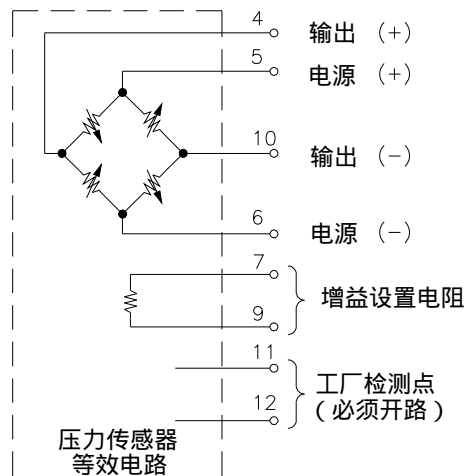 4
输出 （+）
5
电源 （+）
10
输出 （−）
6
电源 （−）
7
增益设置电阻
9
11
工厂检测点
（必须开路）
12
压力传感器
等效电路